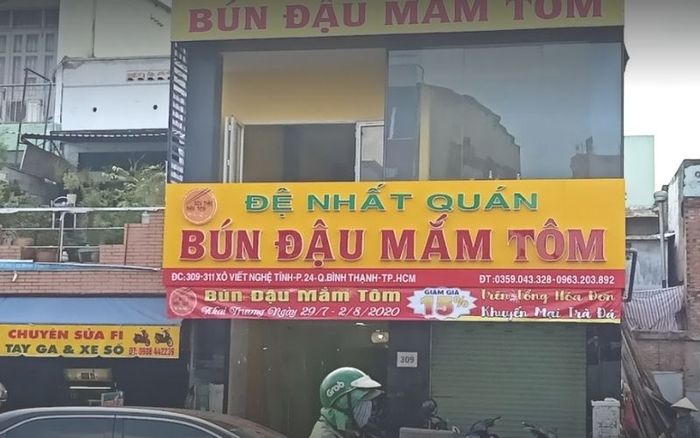 BÚN ĐẬU MẮM TÔM
ĐỆ NHẤT QUÁN
BÚN ĐẬU MẮM TÔM
ĐC:309-311 XÔ VIẾT NGHỆ TĨNH-P.24-Q.BÌNH THẠNH-TP.HCM
ĐT:0359.043.328-0963.203.892
Bún Đậu Mắm Tôm
Khai Trương Ngày 29/7 - 2/8/2020
GIẢM GIÁ
15%
Trên Tổng Hóa Đơn
Khuyến Mại Trà Đá
CHUYÊN SỬA FI
TAY GA & XE SỐ
ĐT: 0908 442239
309
Grab